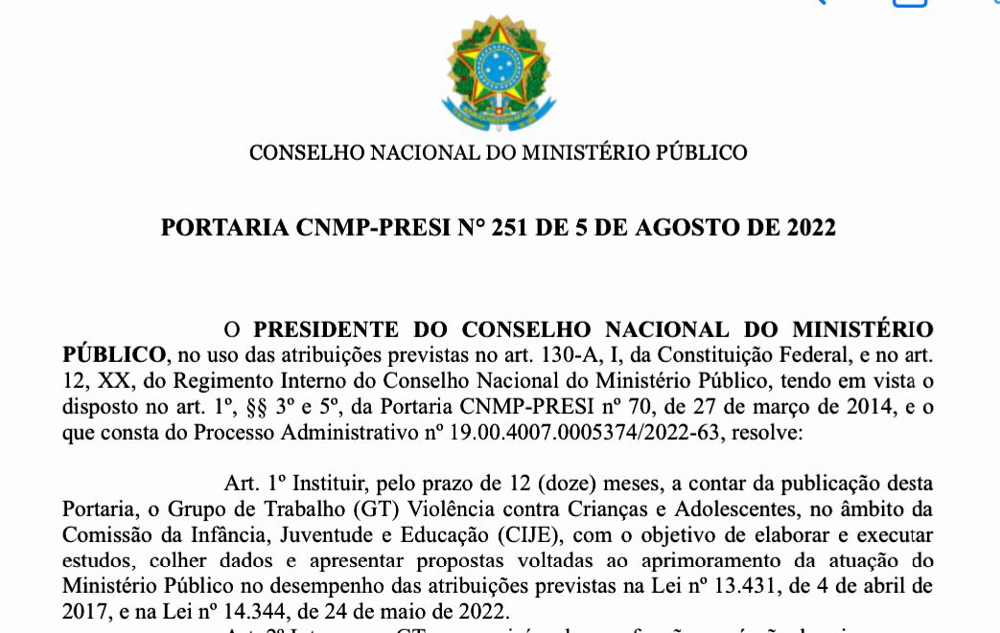 CONSELHO NACIONAL DO MINISTÉRIO PÚBLICO
PORTARIA CNMP-PRESI N° 251 DE 5 DE AGOSTO DE 2022
O PRESIDENTE DO CONSELHO NACIONAL DO MINISTÉRIO
PÚBLICO, no uso das atribuições previstas no art. 130-A, I, da Constituição Federal, e no art.
12, XX, do Regimento Interno do Conselho Nacional do Ministério Público, tendo em vista o
disposto no art. 1º, §§ 3º e 5º, da Portaria CNMP-PRESI nº 70, de 27 de março de 2014, e o
que consta do Processo Administrativo nº 19.00.4007.0005374/2022-63, resolve:
Art. 1º Instituir, pelo prazo de 12 (doze) meses, a contar da publicação desta
Portaria, o Grupo de Trabalho (GT) Violência contra Crianças e Adolescentes, no âmbito da
Comissão da Infância, Juventude e Educação (CIJE), com o objetivo de elaborar e executar
estudos, colher dados e apresentar propostas voltadas ao aprimoramento da atuação do
Ministério Público no desempenho das atribuições previstas na Lei nº 13.431, de 4 de abril de
2017, e na Lei nº 14.344, de 24 de maio de 2022.